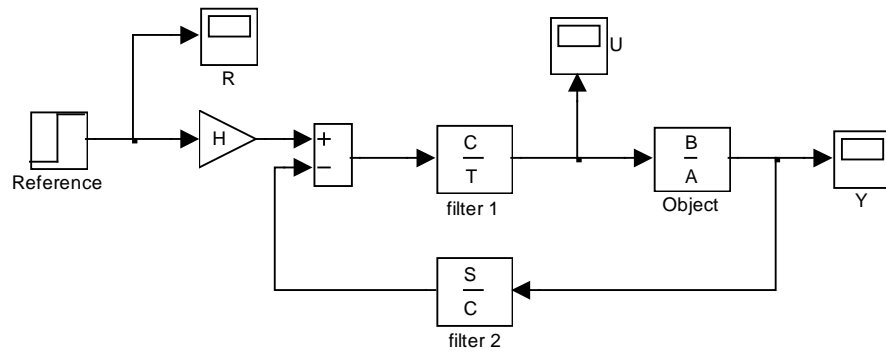 R
U
H
+
−
C
T
B
A
Reference
filter 1
Object
Y
S
C
filter 2